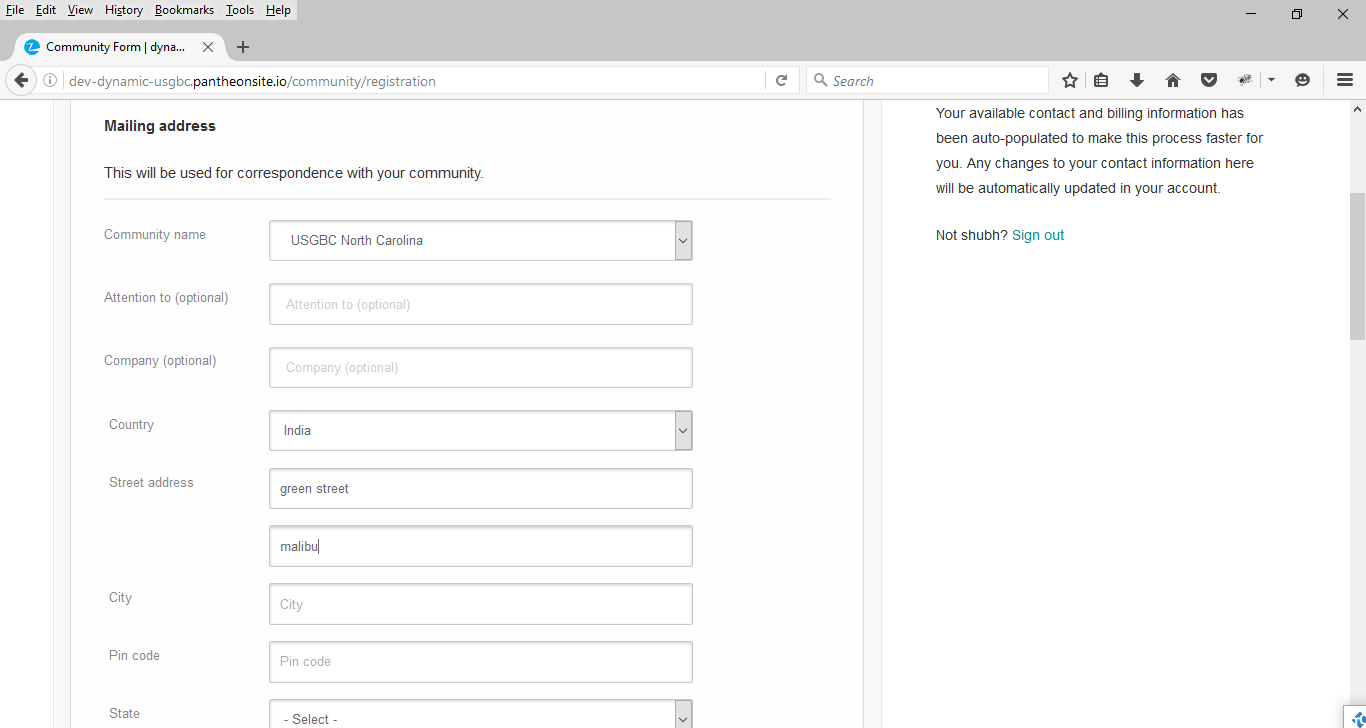 File Edit View History Bookmarks Tools Help
Community Form | dyna...
dev-dynamic-usgbc.pantheonsite.io/community/registration
Search
Mailing address
This will be used for correspondence with your community.
Community name
USGBC North Carolina
Attention to (optional)
Attention to (optional)
Company (optional)
Company (optional)
Country
India
Street address
green street
malibu
City
City
Pin code
Pin code
State
- Select -
Your available contact and billing information has
been auto-populated to make this process faster for
you. Any changes to your contact information here
will be automatically updated in your account.
Not shubh? Sign out